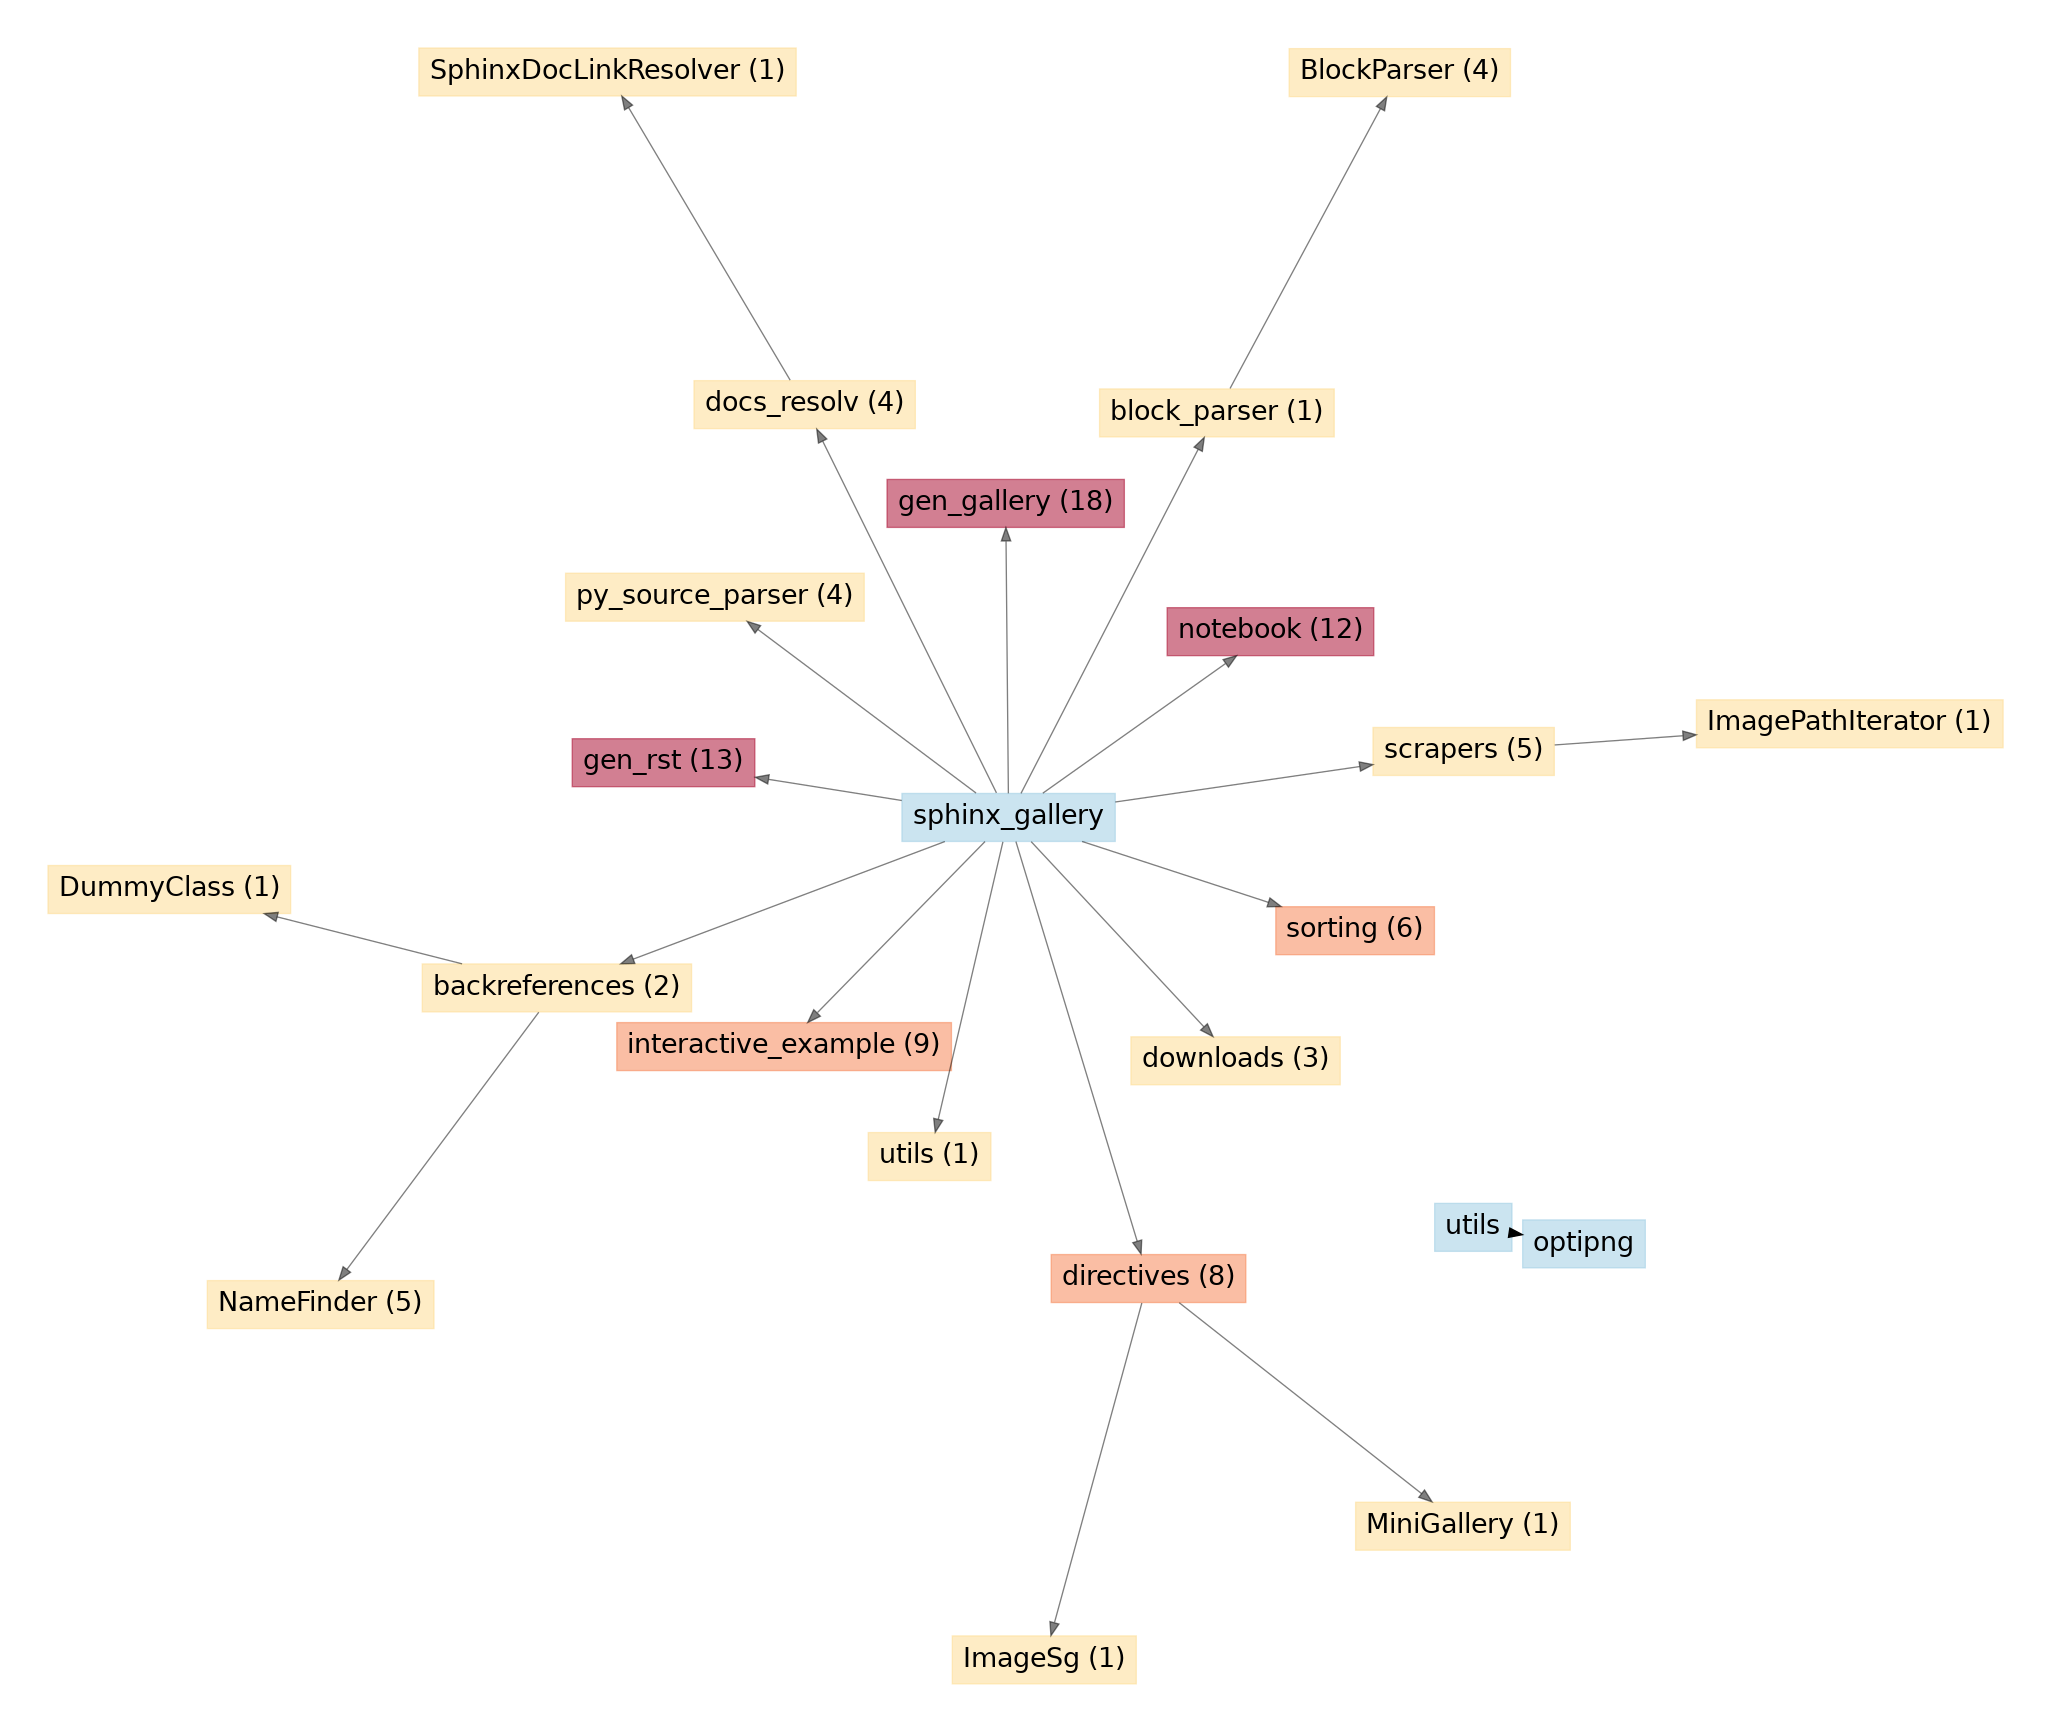 SphinxDocLinkResolver (1)
BlockParser (4)
docs_resolv (4)
block_parser (1)
gen_gallery (18)
py_source_parser (4)
notebook (12)
ImagePathIterator (1)
scrapers (5)
gen_rst (13)
sphinx_gallery
DummyClass (1)
sorting (6)
backreferences (2)
interactive_example (9)
downloads (3)
utils (1)
utils
optipng
directives (8)
NameFinder (5)
MiniGallery (1)
ImageSg (1)